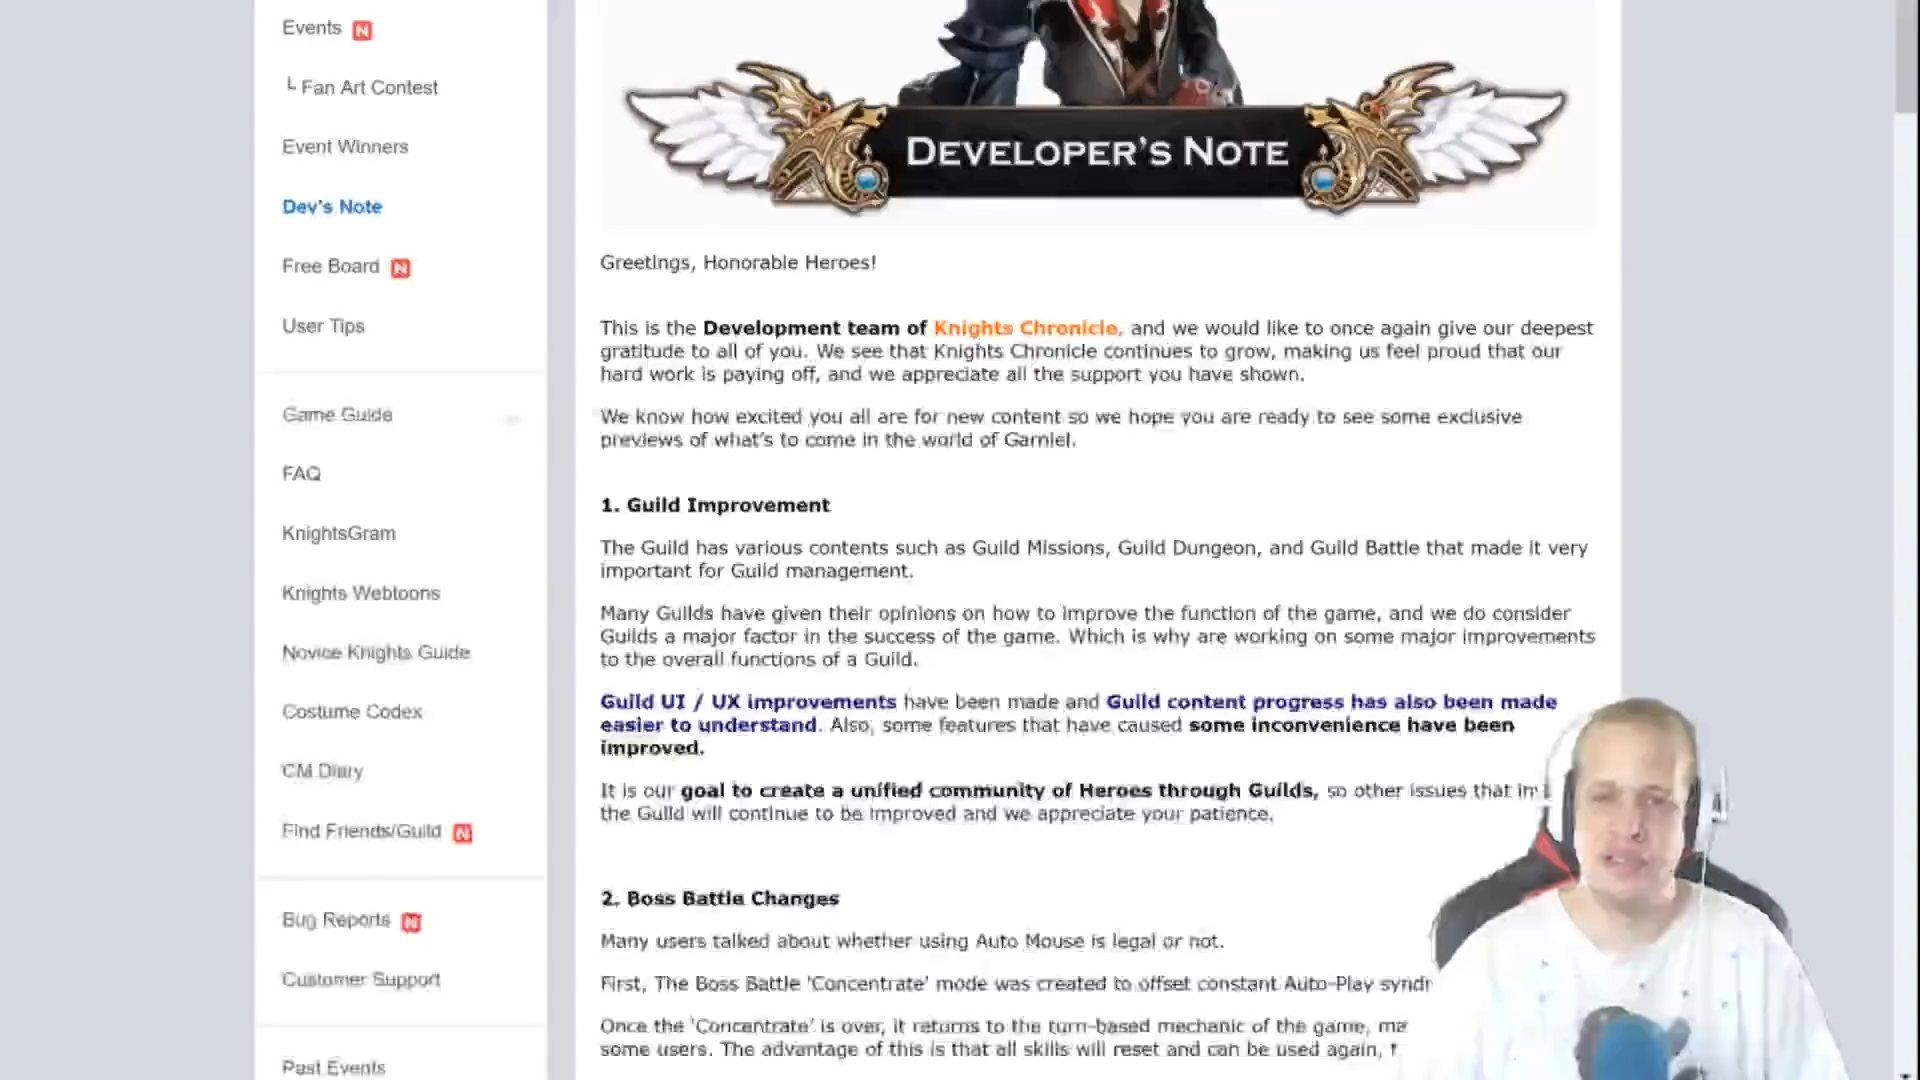 Events N
└ Fan Art Contest
Event Winners
Dev's Note
Free Board N
User Tips
Game Guide
FAQ
KnightsGram
Knights Webtoons
Novice Knights Guide
Costume Codex
CM Diary
Find Friends/Guild N
Bug Reports N
Customer Support
Past Events
DEVELOPER'S NOTE
Greetings, Honorable Heroes!
This is the Development team of Knights Chronicle, and we would like to once again give our deepest
gratitude to all of you. We see that Knights Chronicle continues to grow, making us feel proud that our
hard work is paying off, and we appreciate all the support you have shown.
We know how excited you all are for new content so we hope you are ready to see some exclusive
previews of what's to come in the world of Garniel.
1. Guild Improvement
The Guild has various contents such as Guild Missions, Guild Dungeon, and Guild Battle that made it very
important for Guild management.
Many Guilds have given their opinions on how to improve the function of the game, and we do consider
Guilds a major factor in the success of the game. Which is why are working on some major improvements
to the overall functions of a Guild.
Guild UI / UX improvements have been made and Guild content progress has also been made
easier to understand. Also, some features that have caused some inconvenience have been
improved.
It is our goal to create a unified community of Heroes through Guilds, so other issues that
the Guild will continue to be improved and we appreciate your patience.
2. Boss Battle Changes
Many users talked about whether using Auto Mouse is legal or not.
First, The Boss Battle 'Concentrate' mode was created to offset constant Auto-Play
Once the 'Concentrate' is over, it returns to the turn-based mechanic of the game,
some users. The advantage of this is that all skills will reset and can be used again,